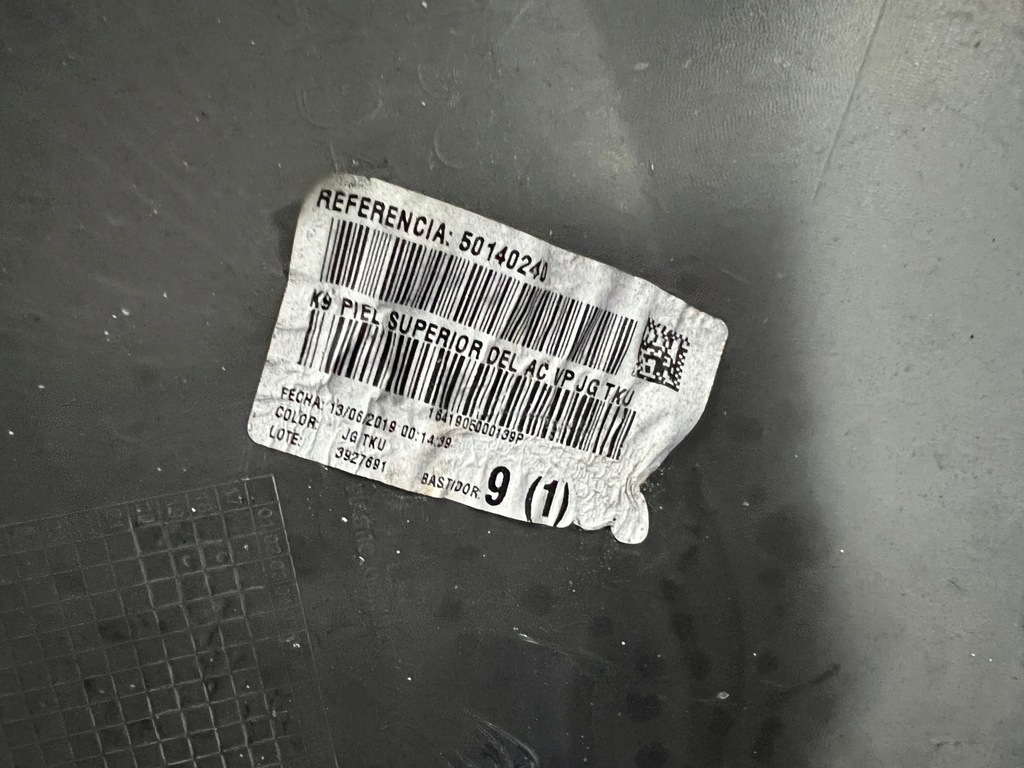 REFERENCIA: 50140240
K9 PIEL SUPERIOR DEL AC VP JG TKU
1641905000139P
FECHA: 13/06/2019 00:14:39
COLOR: JG TKU
LOTE: 3927691
BASTIDOR: 9 (1)